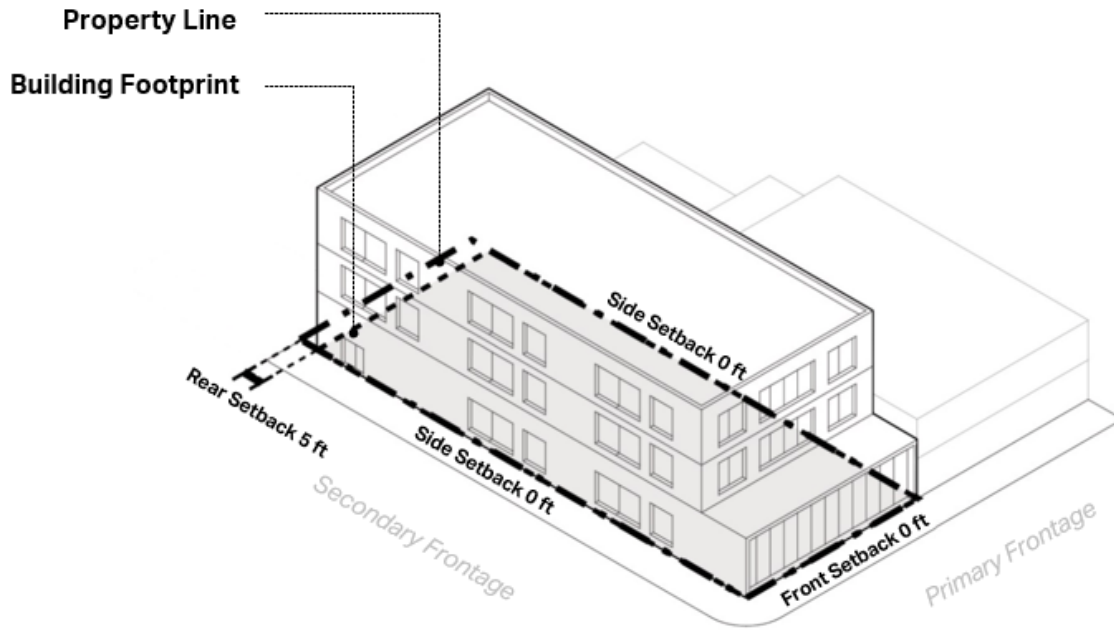 Property Line
Building Footprint
Side Setback 0 ft
Rear Setback 5 ft
Side Setback 0 ft
Secondary Frontage
Front Setback 0 ft
Primary Frontage